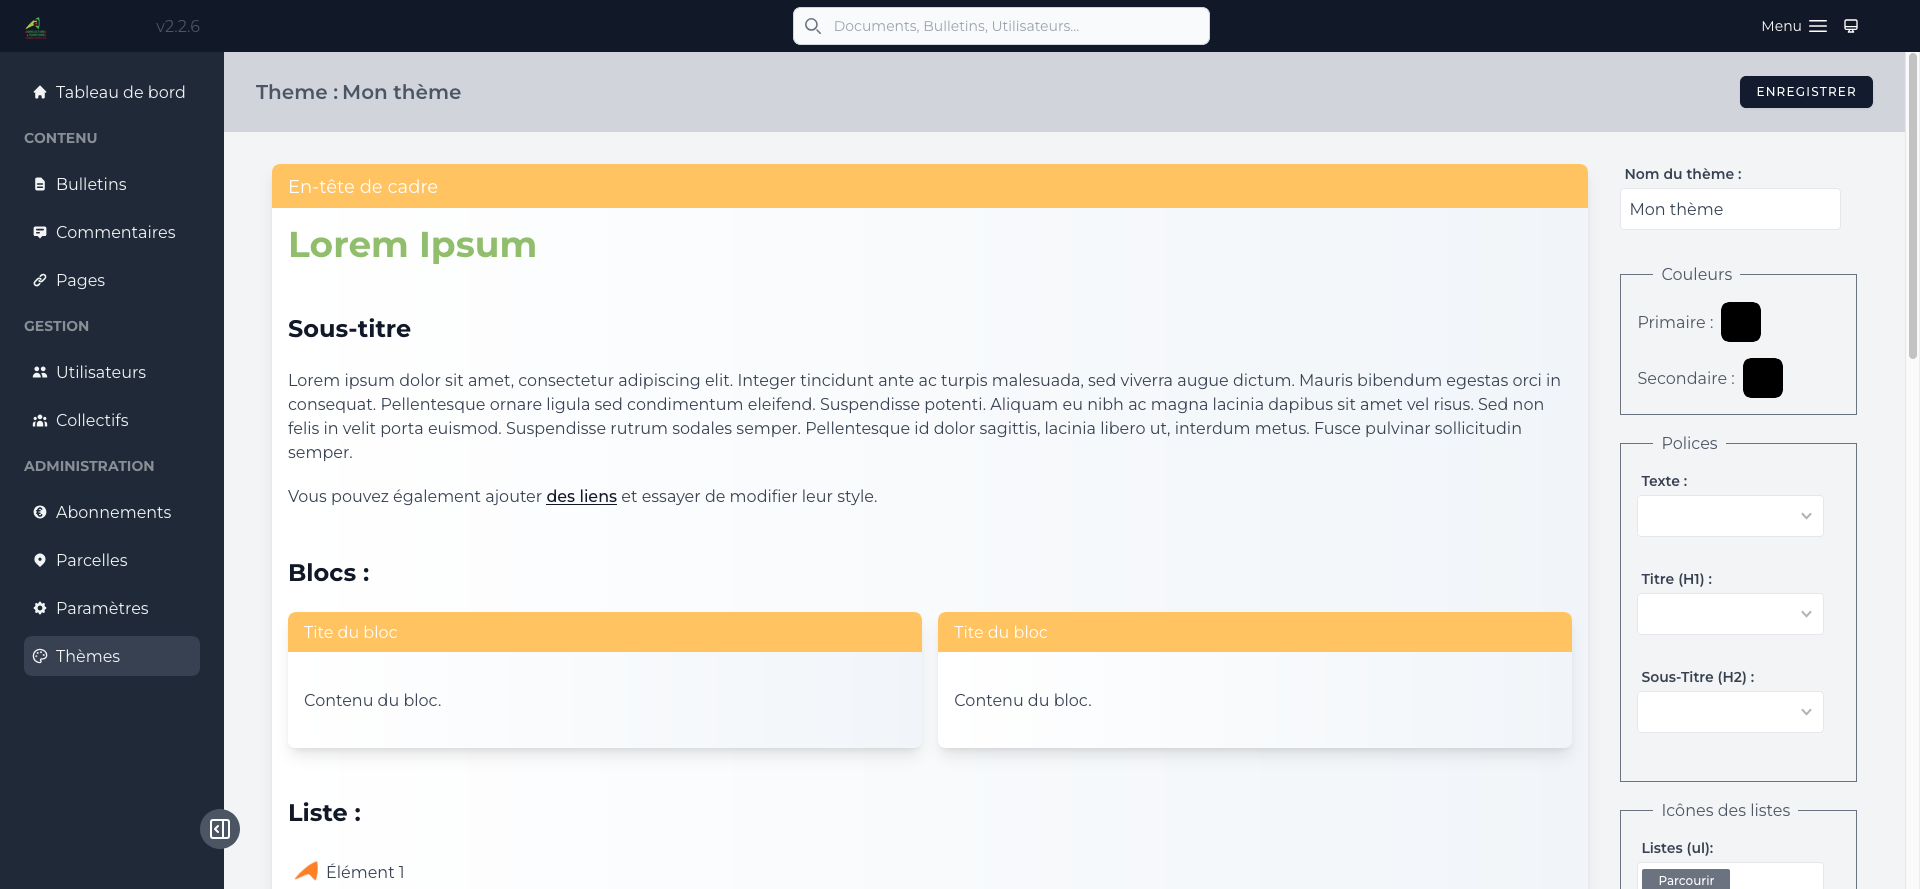 v2.2.6
Documents, Bulletins, Utilisateurs...
Menu
Tableau de bord
CONTENU
Bulletins
Commentaires
Pages
GESTION
Utilisateurs
Collectifs
ADMINISTRATION
Abonnements
Parcelles
Paramètres
Thèmes
Theme : Mon thème
ENREGISTRER
En-tête de cadre
Lorem Ipsum
Sous-titre
Lorem ipsum dolor sit amet, consectetur adipiscing elit. Integer tincidunt ante ac turpis malesuada, sed viverra augue dictum. Mauris bibendum egestas orci in
consequat. Pellentesque ornare ligula sed condimentum eleifend. Suspendisse potenti. Aliquam eu nibh ac magna lacinia dapibus sit amet vel risus. Sed non
felis in velit porta euismod. Suspendisse rutrum sodales semper. Pellentesque id dolor sagittis, lacinia libero ut, interdum metus. Fusce pulvinar sollicitudin
semper.
Vous pouvez également ajouter des liens et essayer de modifier leur style.
Blocs :
Tite du bloc
Contenu du bloc.
Tite du bloc
Contenu du bloc.
Liste :
Élément 1
Nom du thème :
Mon thème
Couleurs
Primaire :
Secondaire :
Polices
Texte :
Titre (H1) :
Sous-Titre (H2) :
Icônes des listes
Listes (ul):
Parcourir